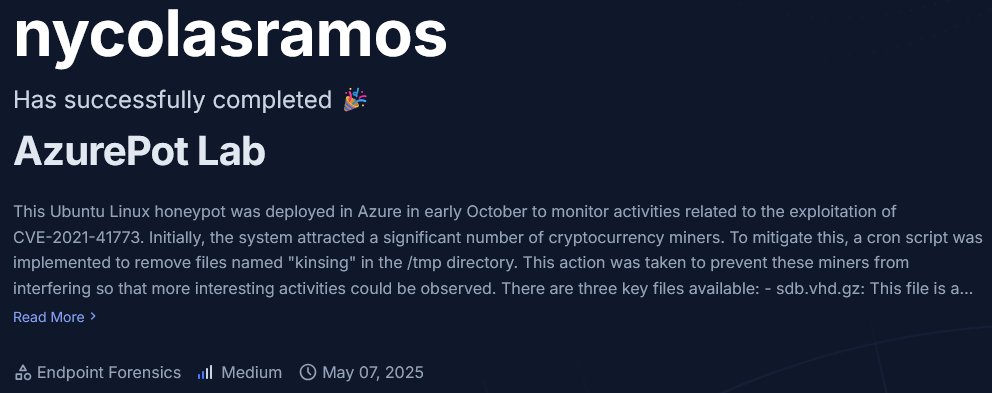 nycolasramos
Has successfully completed 🎉
AzurePot Lab
This Ubuntu Linux honeypot was deployed in Azure in early October to monitor activities related to the exploitation of
CVE-2021-41773. Initially, the system attracted a significant number of cryptocurrency miners. To mitigate this, a cron script was
implemented to remove files named "kinsing" in the /tmp directory. This action was taken to prevent these miners from
interfering so that more interesting activities could be observed. There are three key files available: - sdb.vhd.gz: This file is a...
Read More >
Endpoint Forensics Medium May 07, 2025